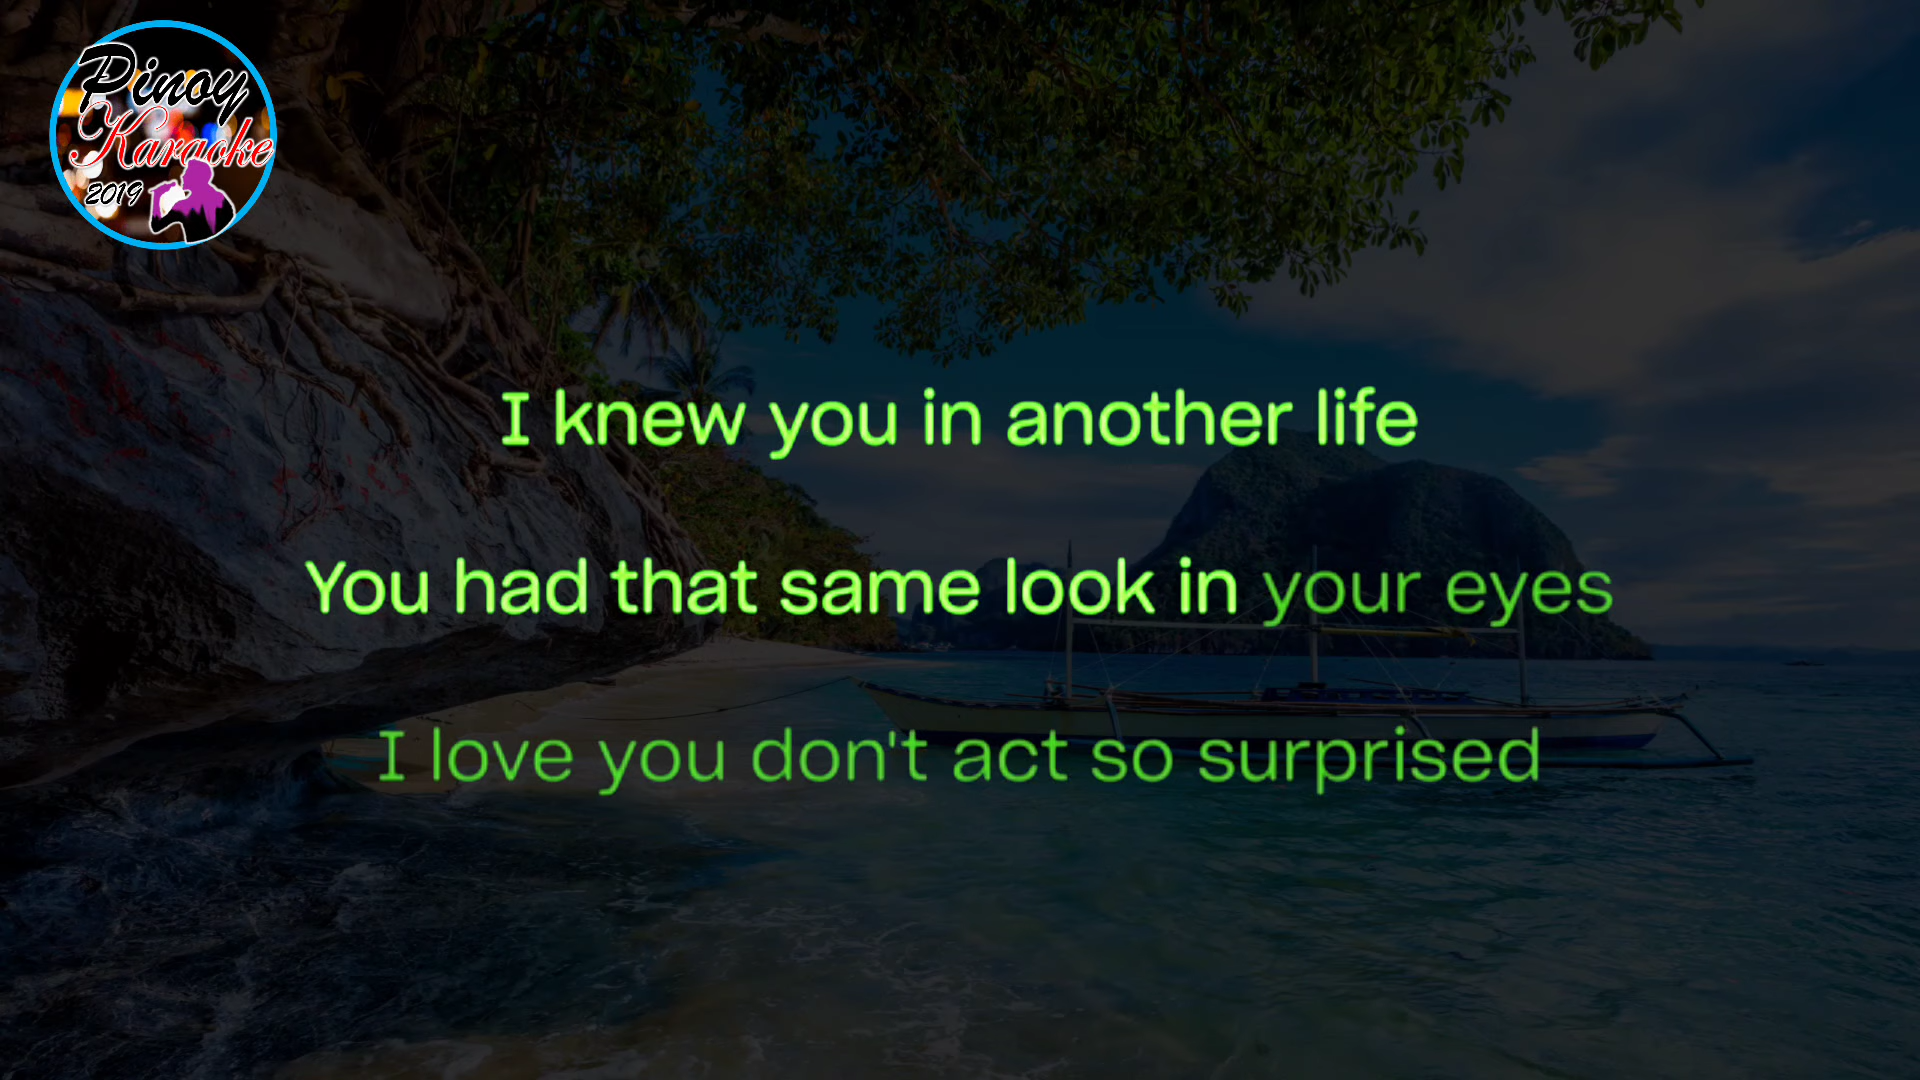 Pinoy
Karaoke
2019
I knew you in another life
You had that same look in your eyes
I love you don't act so surprised